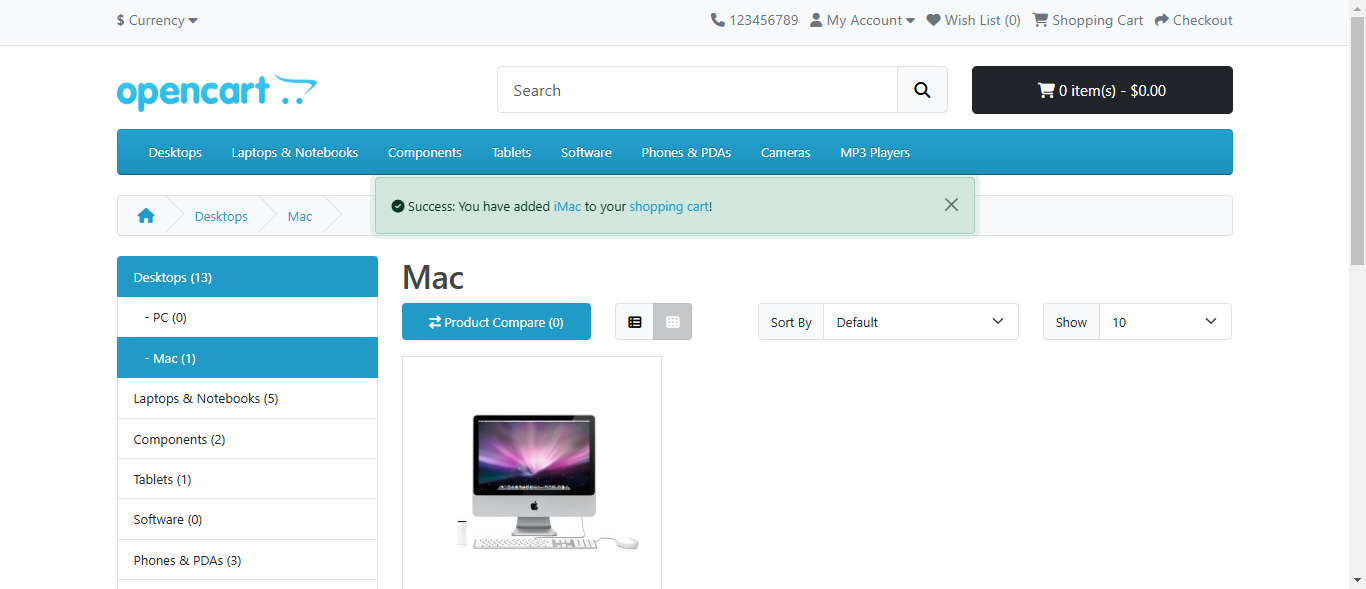 $ Currency
123456789 My Account Wish List (0) Shopping Cart Checkout
opencart
Search
0 item(s) - $0.00
Desktops Laptops & Notebooks Components Tablets Software Phones & PDAs Cameras MP3 Players
Success: You have added iMac to your shopping cart!
Desktops Mac
Desktops (13)
- PC (0)
- Mac (1)
Laptops & Notebooks (5)
Components (2)
Tablets (1)
Software (0)
Phones & PDAs (3)
Mac
Product Compare (0)
Sort By Default
Show 10